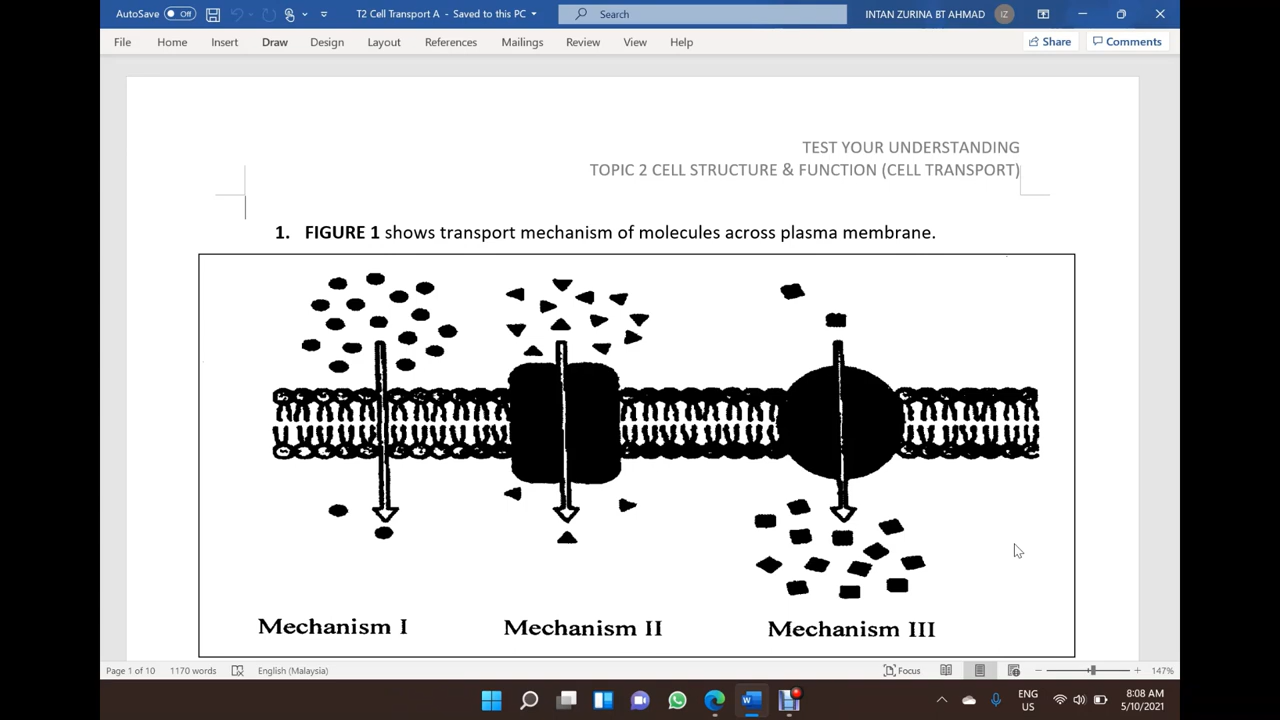 AutoSave Off T2 Cell Transport A - Saved to this PC Search INTAN ZURINA BT AHMAD IZ
File Home Insert Draw Design Layout References Mailings Review View Help Share Comments
TEST YOUR UNDERSTANDING
TOPIC 2 CELL STRUCTURE & FUNCTION (CELL TRANSPORT)
1. FIGURE 1 shows transport mechanism of molecules across plasma membrane.
Mechanism I Mechanism II Mechanism III
Page 1 of 10 1170 words English (Malaysia) Focus 147%
ENG 8:08 AM
US 5/10/2021